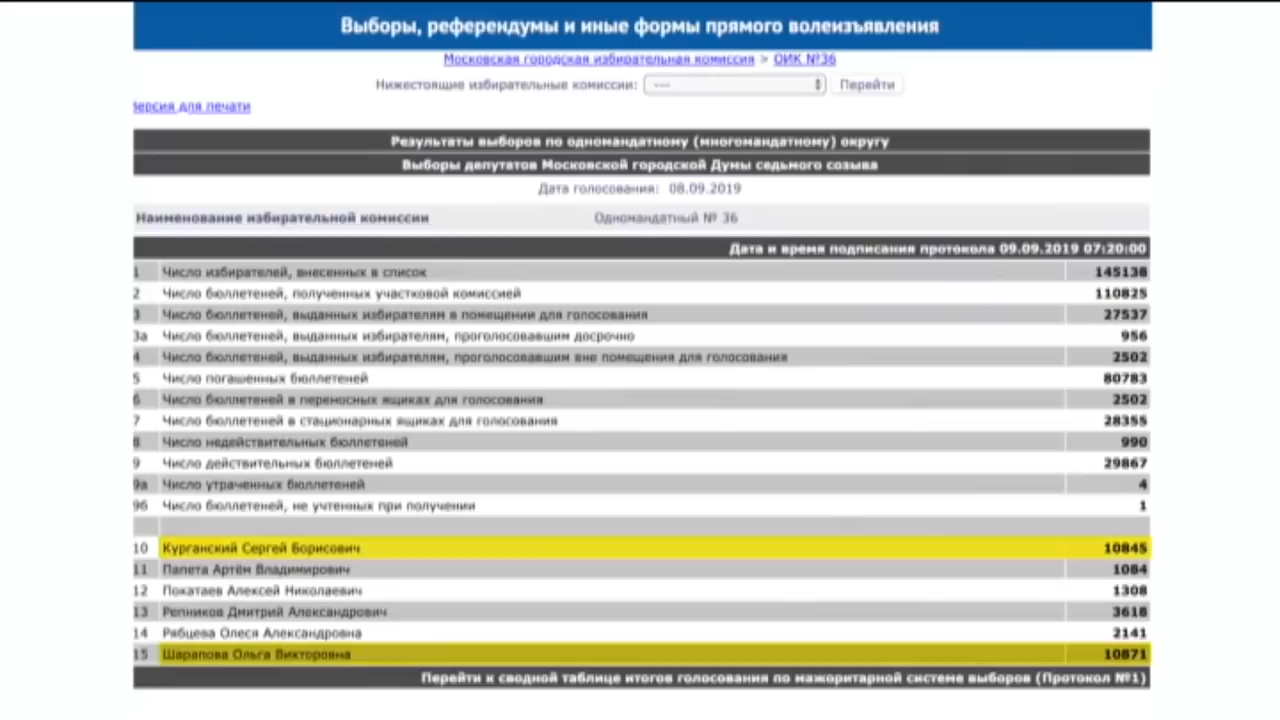 Выборы, референдумы и иные формы прямого волеизъявления
Московская городская избирательная комиссия > ОИК №36
Нижестоящие избирательные комиссии: --- Перейти
Версия для печати
Результаты выборов по одномандатному (многомандатному) округу
Выборы депутатов Московской городской Думы седьмого созыва
Дата голосования: 08.09.2019
Наименование избирательной комиссии Одномандатный № 36
Дата и время подписания протокола 09.09.2019 07:20:00
1 Число избирателей, внесенных в список 145138
2 Число бюллетеней, полученных участковой комиссией 110825
3 Число бюллетеней, выданных избирателям в помещении для голосования 27537
3а Число бюллетеней, выданных избирателям, проголосовавшим досрочно 956
4 Число бюллетеней, выданных избирателям, проголосовавшим вне помещения для голосования 2502
5 Число погашенных бюллетеней 80783
6 Число бюллетеней в переносных ящиках для голосования 2502
7 Число бюллетеней в стационарных ящиках для голосования 28355
8 Число недействительных бюллетеней 990
9 Число действительных бюллетеней 29867
9а Число утраченных бюллетеней 4
9б Число бюллетеней, не учтенных при получении 1
10 Курганский Сергей Борисович 10845
11 Папета Артём Владимирович 1084
12 Покатаев Алексей Николаевич 1308
13 Репников Дмитрий Александрович 3618
14 Рябцева Олеся Александровна 2141
15 Шарапова Ольга Викторовна 10871
Перейти к сводной таблице итогов голосования по мажоритарной системе выборов (Протокол №1)